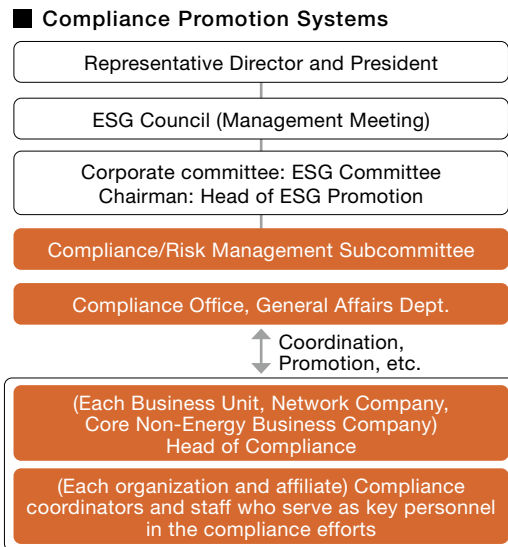 ■ Compliance Promotion Systems
Representative Director and President
ESG Council (Management Meeting)
Corporate committee: ESG Committee
Chairman: Head of ESG Promotion
Compliance/Risk Management Subcommittee
Compliance Office, General Affairs Dept.
Coordination,
Promotion, etc.
(Each Business Unit, Network Company,
Core Non-Energy Business Company)
Head of Compliance
(Each organization and affiliate) Compliance
coordinators and staff who serve as key personnel
in the compliance efforts